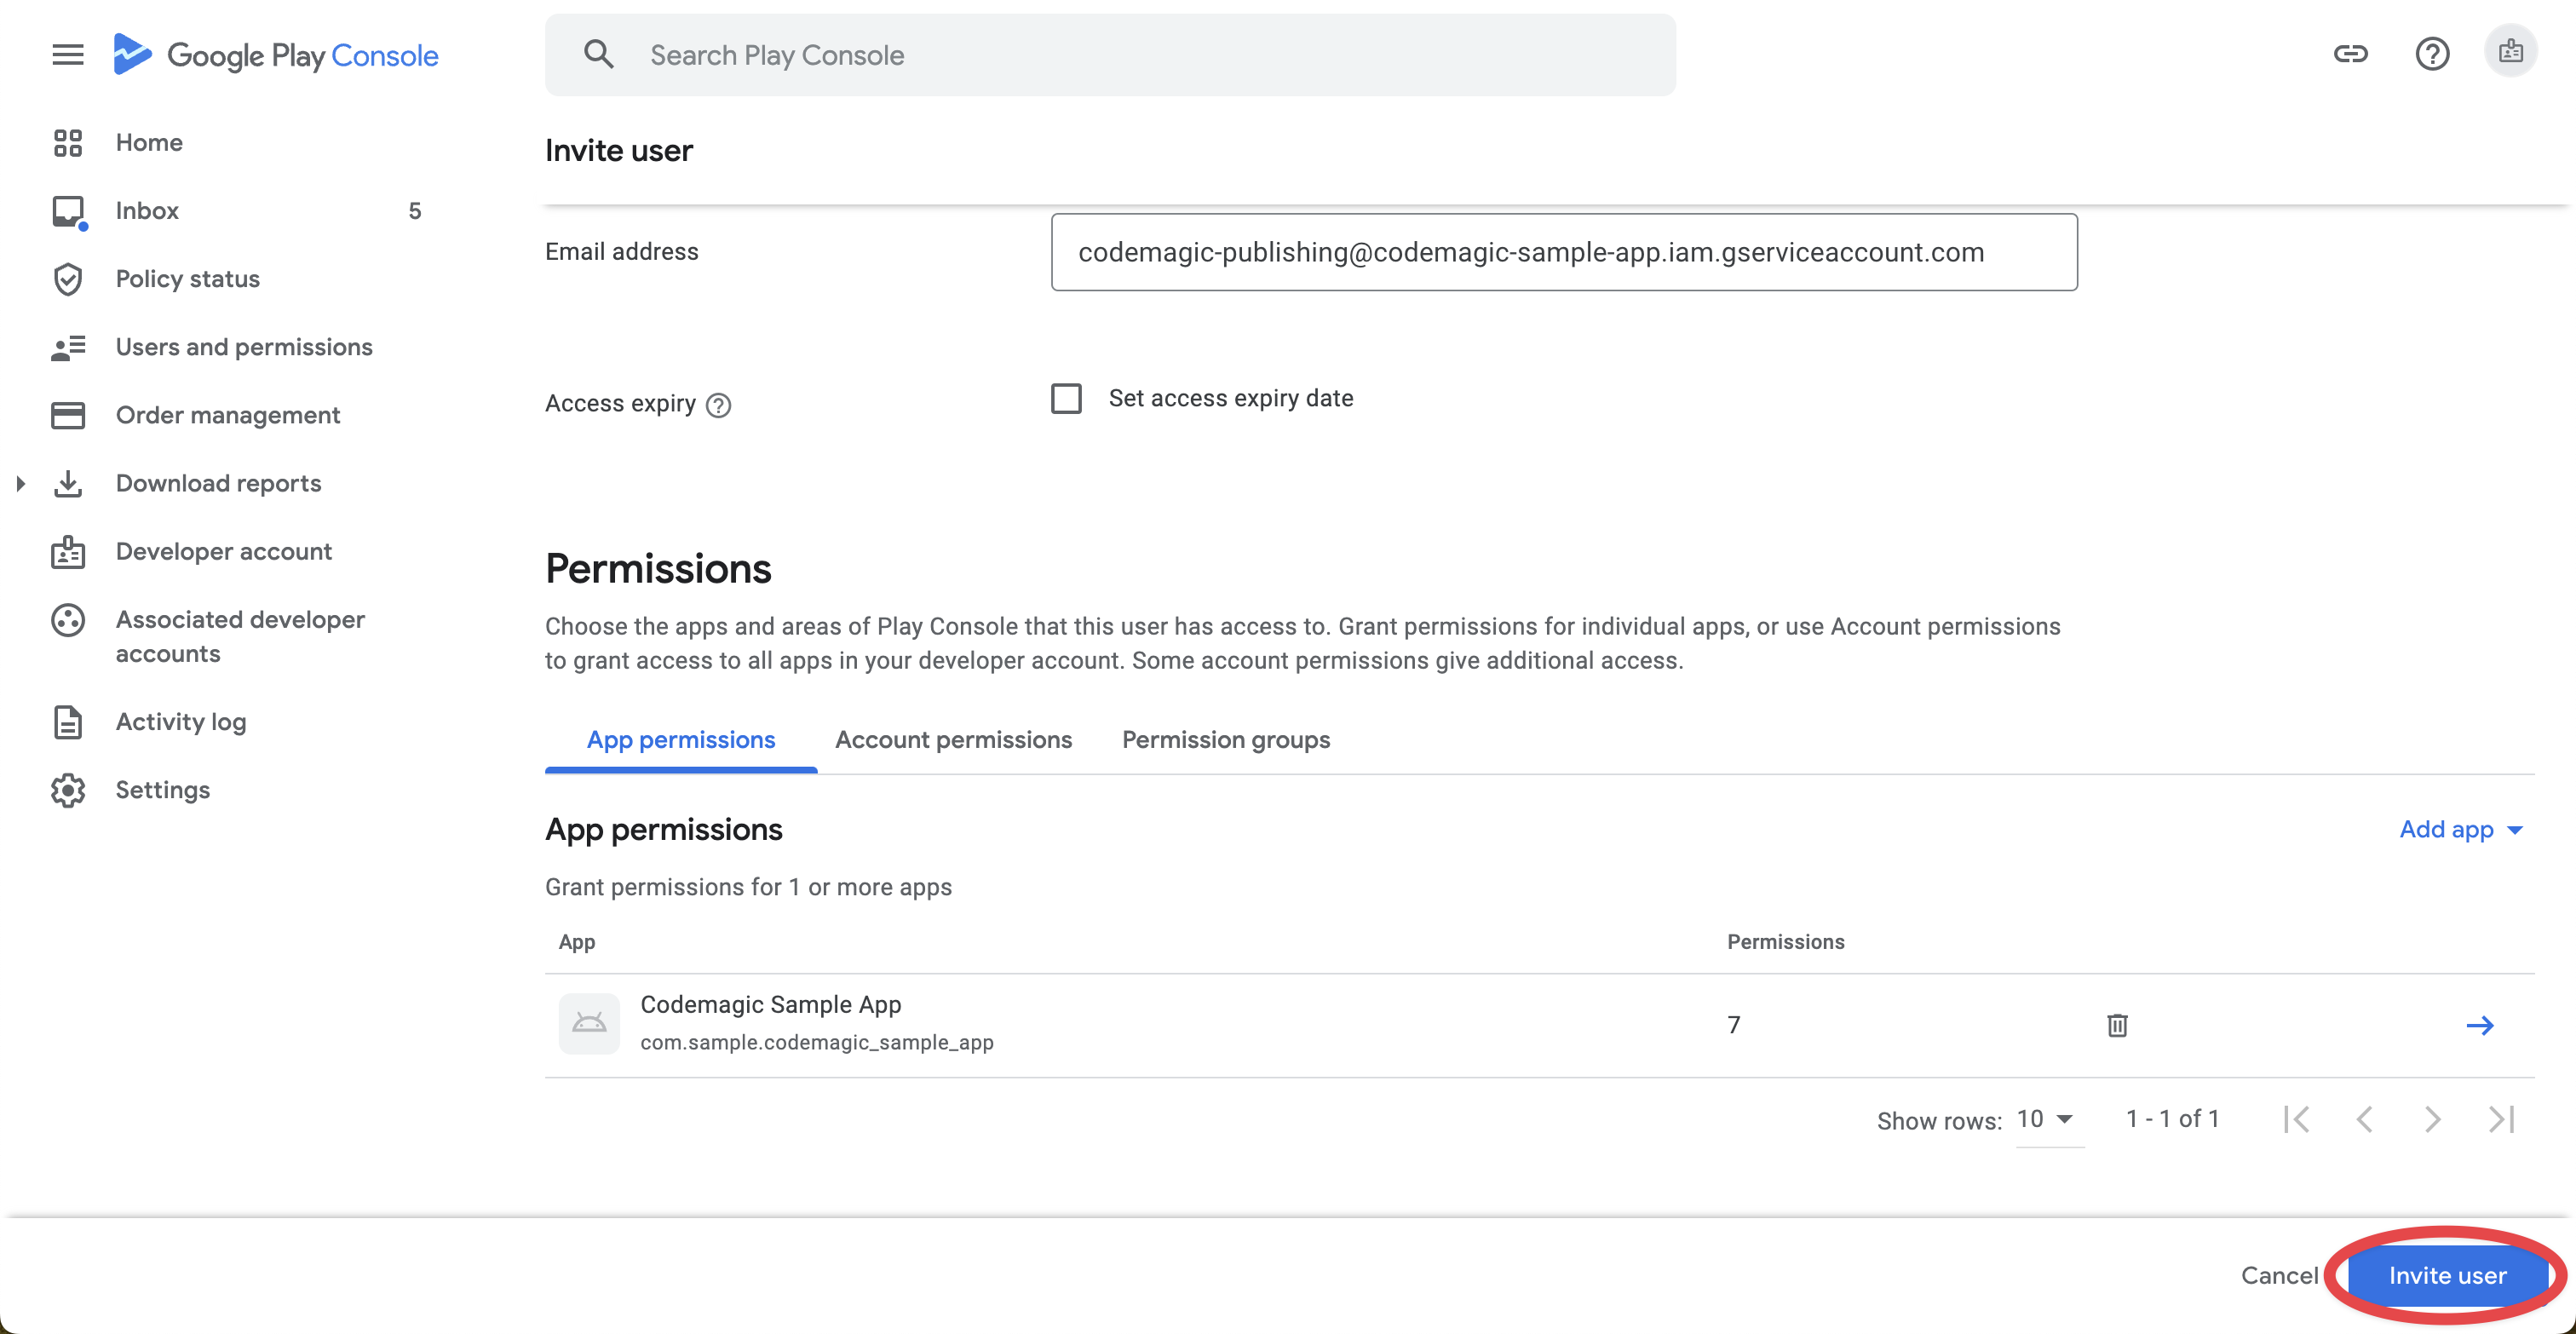 Google Play Console
Search Play Console
Home
Inbox 5
Policy status
Users and permissions
Order management
Download reports
Developer account
Associated developer
accounts
Activity log
Settings
Invite user
Email address
codemagic-publishing@codemagic-sample-app.iam.gserviceaccount.com
Access expiry
Set access expiry date
Permissions
Choose the apps and areas of Play Console that this user has access to. Grant permissions for individual apps, or use Account permissions
to grant access to all apps in your developer account. Some account permissions give additional access.
App permissions Account permissions Permission groups
App permissions
Add app
Grant permissions for 1 or more apps
App Permissions
Codemagic Sample App
com.sample.codemagic_sample_app
7
Show rows: 10 1 - 1 of 1
Cancel Invite user